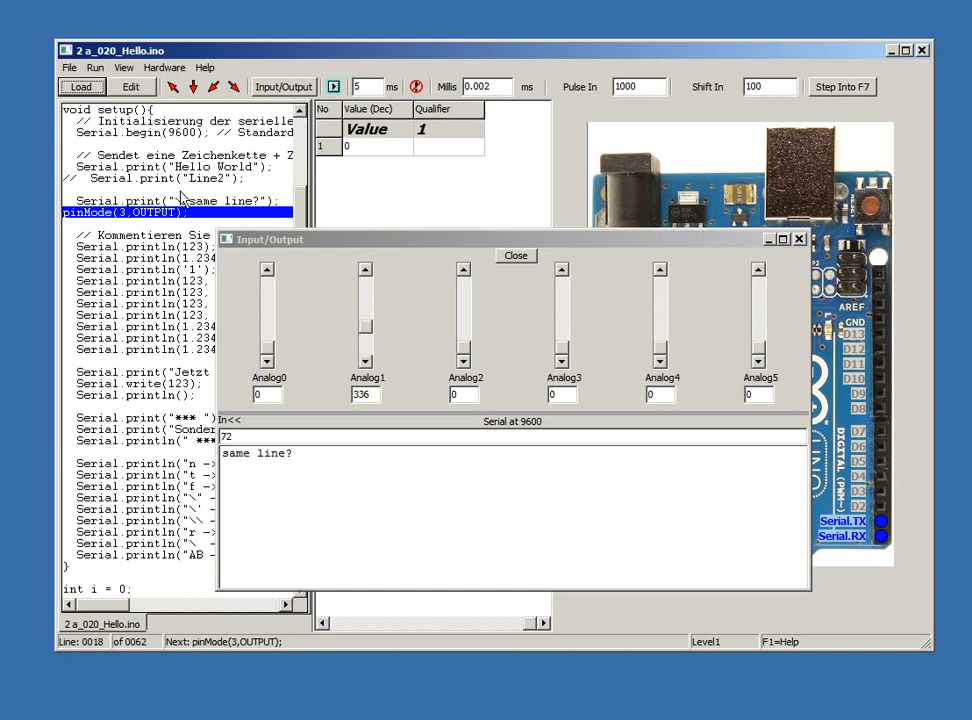 2 a_020_Hello.ino
File Run View Hardware Help
Load Edit Input/Output 5 ms Millis 0.002 ms Pulse In 1000 Shift In 100 Step Into F7
void setup(){
// Initialisierung der serielle
Serial.begin(9600); // Standard
// Sendet eine Zeichenkette + Z
Serial.print("Hello World");
// Serial.print("Line2");
Serial.print("\rsame line?");
pinMode(3,OUTPUT);
// Kommentieren Sie
Serial.println(123);
Serial.println(1.234
Serial.println('1');
Serial.println(123,
Serial.println(123,
Serial.println(123,
Serial.println(123,
Serial.println(1.234
Serial.println(1.234
Serial.println(1.234
Serial.print("Jetzt
Serial.write(123);
Serial.println();
Serial.print("*** ")
Serial.print("Sonder
Serial.println(" ***
Serial.println("n ->
Serial.println("t ->
Serial.println("f ->
Serial.println("\" -
Serial.println("\' -
Serial.println("\\ -
Serial.println("r ->
Serial.println("\ -
Serial.println("AB -
}
int i = 0;
2 a_020_Hello.ino
No Value (Dec) Qualifier
Value 1
1 0
Input/Output
Close
Analog0 Analog1 Analog2 Analog3 Analog4 Analog5
0 336 0 0 0 0
In<< Serial at 9600
72
same line?
AREF
GND
D13
D12
D11
D10
D9
D8
D7
D6
D5
D4
D3
D2
DIGITAL (PWM~)
Serial.TX
Serial.RX
Line: 0018 of 0062 Next: pinMode(3,OUTPUT); Level1 F1=Help